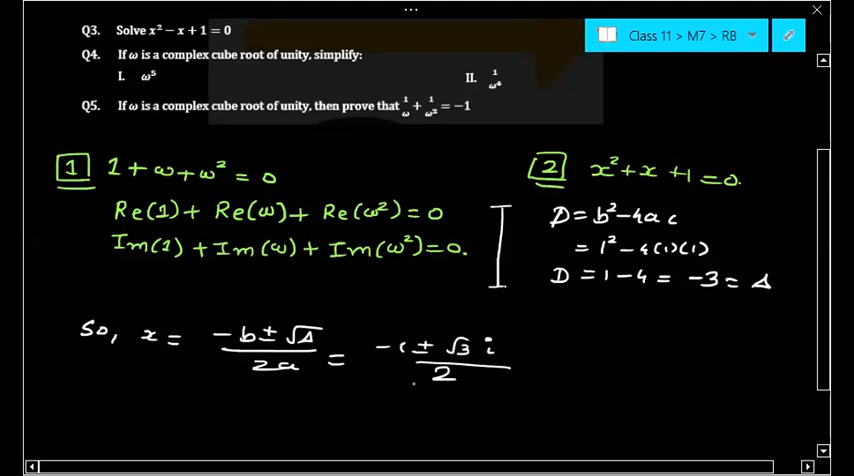 Q3. Solve x² − x + 1 = 0
Class 11 > M7 > RB
Q4. If ω is a complex cube root of unity, simplify:
I. ω⁵ II. 1/ω⁴
Q5. If ω is a complex cube root of unity, then prove that 1/ω + 1/ω² = −1
1 1 + ω + ω² = 0
Re(1) + Re(ω) + Re(ω²) = 0
Im(1) + Im(ω) + Im(ω²) = 0.
2 x² + x + 1 = 0.
D = b² − 4ac
= 1² − 4(1)(1)
D = 1 − 4 = −3 = Δ
So, x = (−b ± √Δ)/2a = (−1 ± √3 i)/2